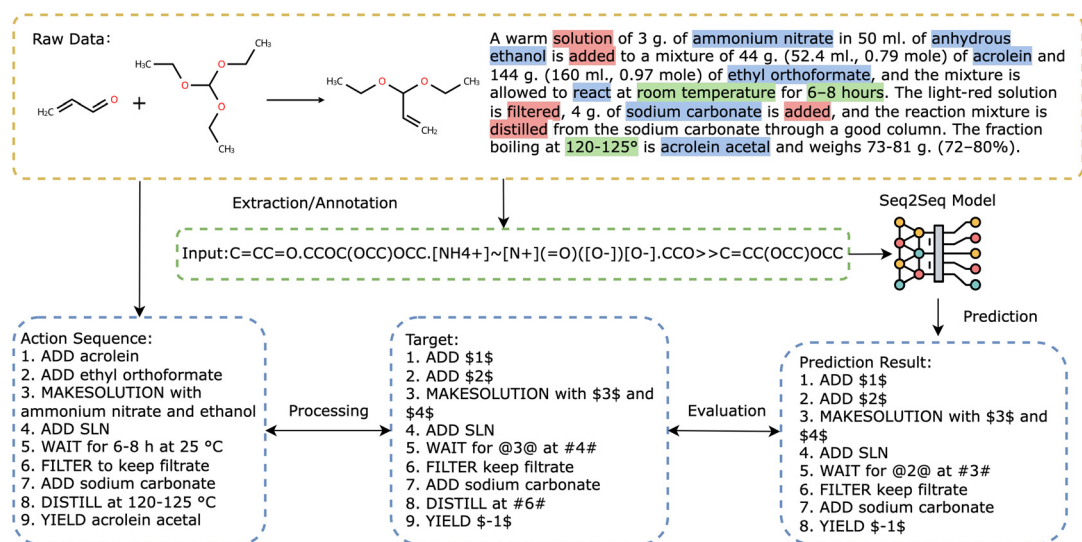 Raw Data:
H₂C
O
+
H₃C
O
O
CH₃
O
CH₃
H₃C
O
O
CH₃
CH₂
A warm solution of 3 g. of ammonium nitrate in 50 ml. of anhydrous
ethanol is added to a mixture of 44 g. (52.4 ml., 0.79 mole) of acrolein and
144 g. (160 ml., 0.97 mole) of ethyl orthoformate, and the mixture is
allowed to react at room temperature for 6–8 hours. The light-red solution
is filtered, 4 g. of sodium carbonate is added, and the reaction mixture is
distilled from the sodium carbonate through a good column. The fraction
boiling at 120-125° is acrolein acetal and weighs 73-81 g. (72–80%).
Extraction/Annotation
Seq2Seq Model
Input:C=CC=O.CCOC(OCC)OCC.[NH4+]~[N+](=O)([O-])[O-].CCO>>C=CC(OCC)OCC
Prediction
Action Sequence:
1. ADD acrolein
2. ADD ethyl orthoformate
3. MAKESOLUTION with
ammonium nitrate and ethanol
4. ADD SLN
5. WAIT for 6-8 h at 25 °C
6. FILTER to keep filtrate
7. ADD sodium carbonate
8. DISTILL at 120-125 °C
9. YIELD acrolein acetal
Processing
Target:
1. ADD $1$
2. ADD $2$
3. MAKESOLUTION with $3$ and
$4$
4. ADD SLN
5. WAIT for @3@ at #4#
6. FILTER keep filtrate
7. ADD sodium carbonate
8. DISTILL at #6#
9. YIELD $-1$
Evaluation
Prediction Result:
1. ADD $1$
2. ADD $2$
3. MAKESOLUTION with $3$ and
$4$
4. ADD SLN
5. WAIT for @2@ at #3#
6. FILTER keep filtrate
7. ADD sodium carbonate
8. YIELD $-1$